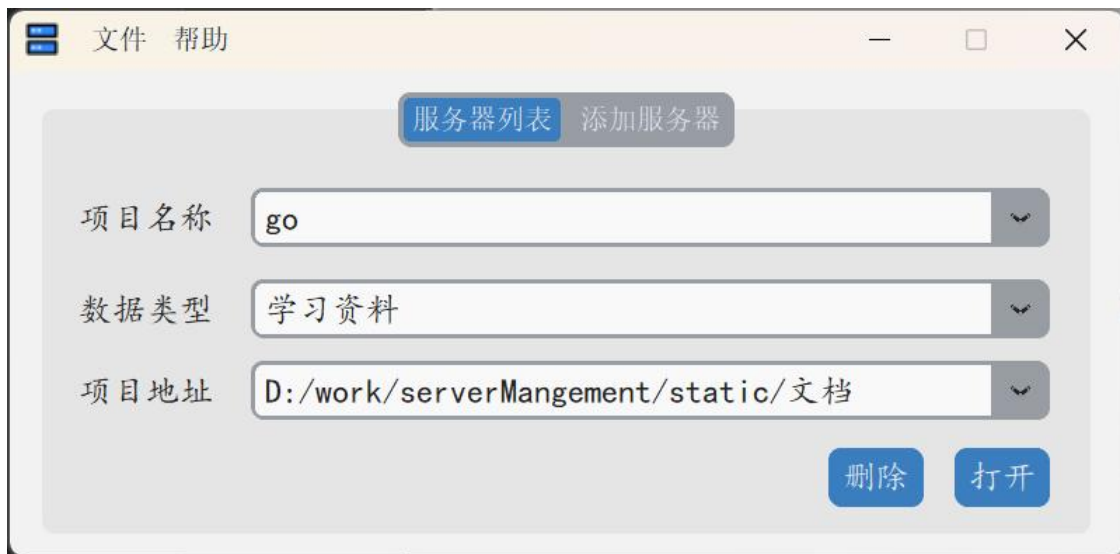 文件 帮助
服务器列表 添加服务器
项目名称 go
数据类型 学习资料
项目地址 D:/work/serverMangement/static/文档
删除 打开